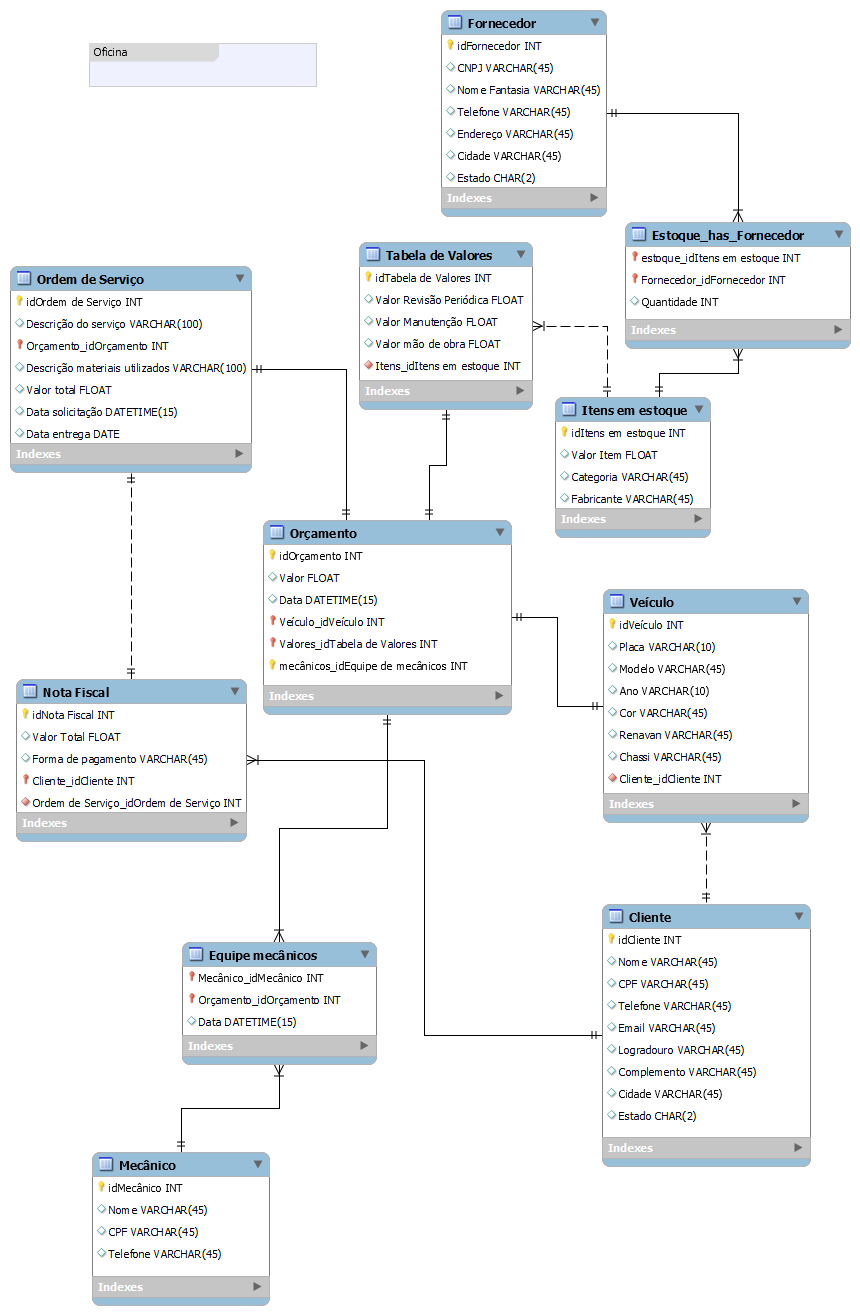 Oficina
Fornecedor
idFornecedor INT
CNPJ VARCHAR(45)
Nome Fantasia VARCHAR(45)
Telefone VARCHAR(45)
Endereço VARCHAR(45)
Cidade VARCHAR(45)
Estado CHAR(2)
Indexes
Estoque_has_Fornecedor
estoque_idItens em estoque INT
Fornecedor_idFornecedor INT
Quantidade INT
Indexes
Tabela de Valores
idTabela de Valores INT
Valor Revisão Periódica FLOAT
Valor Manutenção FLOAT
Valor mão de obra FLOAT
Itens_idItens em estoque INT
Indexes
Ordem de Serviço
idOrdem de Serviço INT
Descrição do serviço VARCHAR(100)
Orçamento_idOrçamento INT
Descrição materiais utilizados VARCHAR(100)
Valor total FLOAT
Data solicitação DATETIME(15)
Data entrega DATE
Indexes
Itens em estoque
idItens em estoque INT
Valor Item FLOAT
Categoria VARCHAR(45)
Fabricante VARCHAR(45)
Indexes
Orçamento
idOrçamento INT
Valor FLOAT
Data DATETIME(15)
Veículo_idVeículo INT
Valores_idTabela de Valores INT
mecânicos_idEquipe de mecânicos INT
Indexes
Veículo
idVeículo INT
Placa VARCHAR(10)
Modelo VARCHAR(45)
Ano VARCHAR(10)
Cor VARCHAR(45)
Renavan VARCHAR(45)
Chassi VARCHAR(45)
Cliente_idCliente INT
Indexes
Nota Fiscal
idNota Fiscal INT
Valor Total FLOAT
Forma de pagamento VARCHAR(45)
Cliente_idCliente INT
Ordem de Serviço_idOrdem de Serviço INT
Indexes
Cliente
idCliente INT
Nome VARCHAR(45)
CPF VARCHAR(45)
Telefone VARCHAR(45)
Email VARCHAR(45)
Logradouro VARCHAR(45)
Complemento VARCHAR(45)
Cidade VARCHAR(45)
Estado CHAR(2)
Indexes
Equipe mecânicos
Mecânico_idMecânico INT
Orçamento_idOrçamento INT
Data DATETIME(15)
Indexes
Mecânico
idMecânico INT
Nome VARCHAR(45)
CPF VARCHAR(45)
Telefone VARCHAR(45)
Indexes